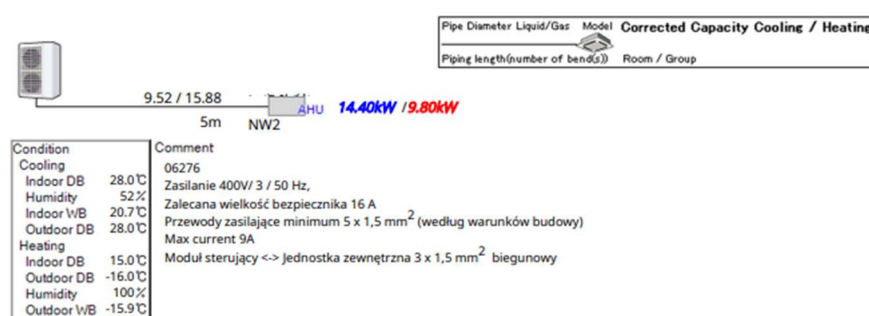 Pipe Diameter Liquid/Gas Model Corrected Capacity Cooling / Heating
Piping length(number of bend(s)) Room / Group
9.52 / 15.88
AHU 14.40kW /9.80kW
5m NW2
Condition
Cooling
Indoor DB 28.0℃
Humidity 52%
Indoor WB 20.7℃
Outdoor DB 28.0℃
Heating
Indoor DB 15.0℃
Outdoor DB -16.0℃
Humidity 100%
Outdoor WB -15.9℃
Comment
06276
Zasilanie 400V/ 3 / 50 Hz,
Zalecana wielkość bezpiecznika 16 A
Przewody zasilające minimum 5 x 1,5 mm² (według warunków budowy)
Max current 9A
Moduł sterujący <-> Jednostka zewnętrzna 3 x 1,5 mm² biegunowy